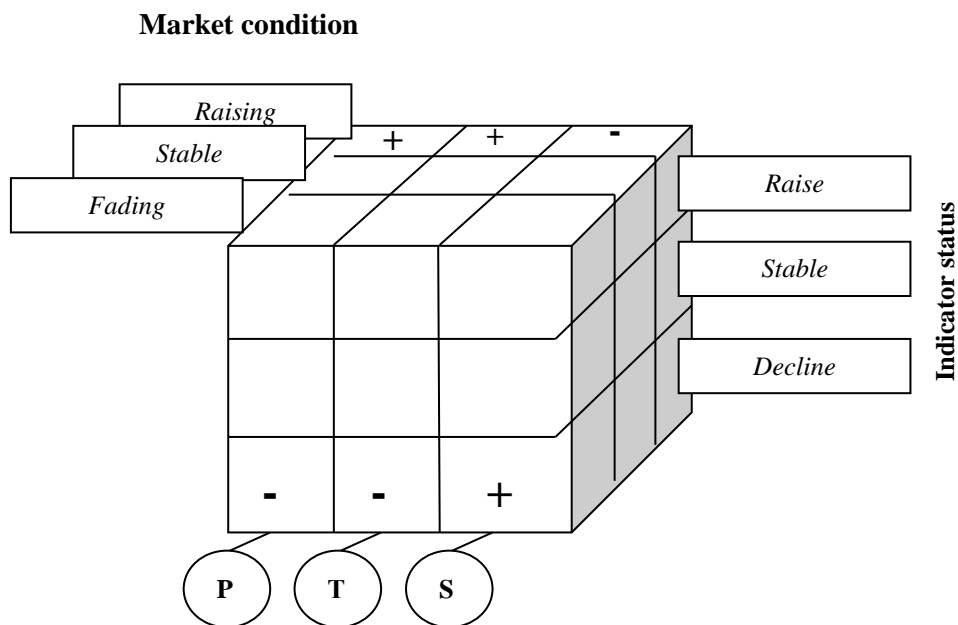 Market condition
Raising
Stable
Fading
+ + -
Raise
Stable
Decline
Indicator status
- - +
P T S